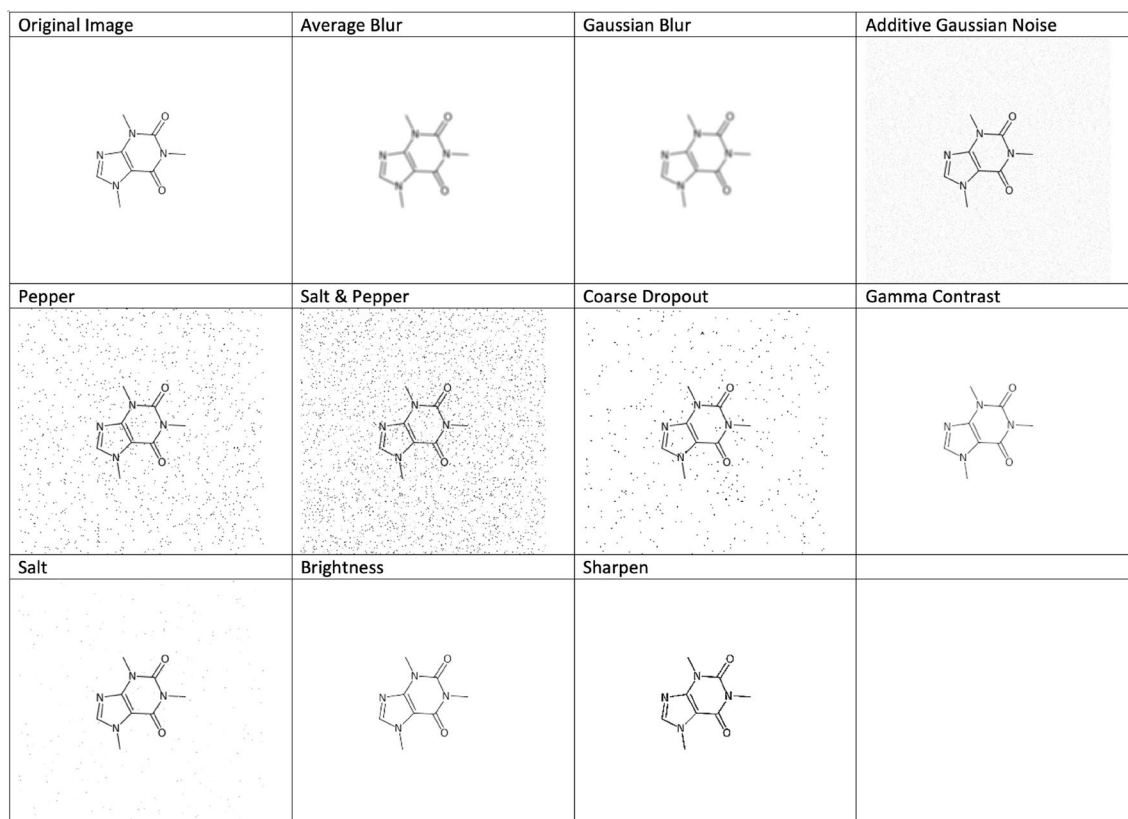 Original Image
Average Blur
Gaussian Blur
Additive Gaussian Noise
O
N
N
N
N
O
O
N
N
N
N
O
O
N
N
N
N
O
O
N
N
N
N
O
Pepper
Salt & Pepper
Coarse Dropout
Gamma Contrast
O
N
N
N
N
O
O
N
N
N
N
O
O
N
N
N
N
O
O
N
N
N
N
O
Salt
Brightness
Sharpen
O
N
N
N
N
O
O
N
N
N
N
O
O
N
N
N
N
O